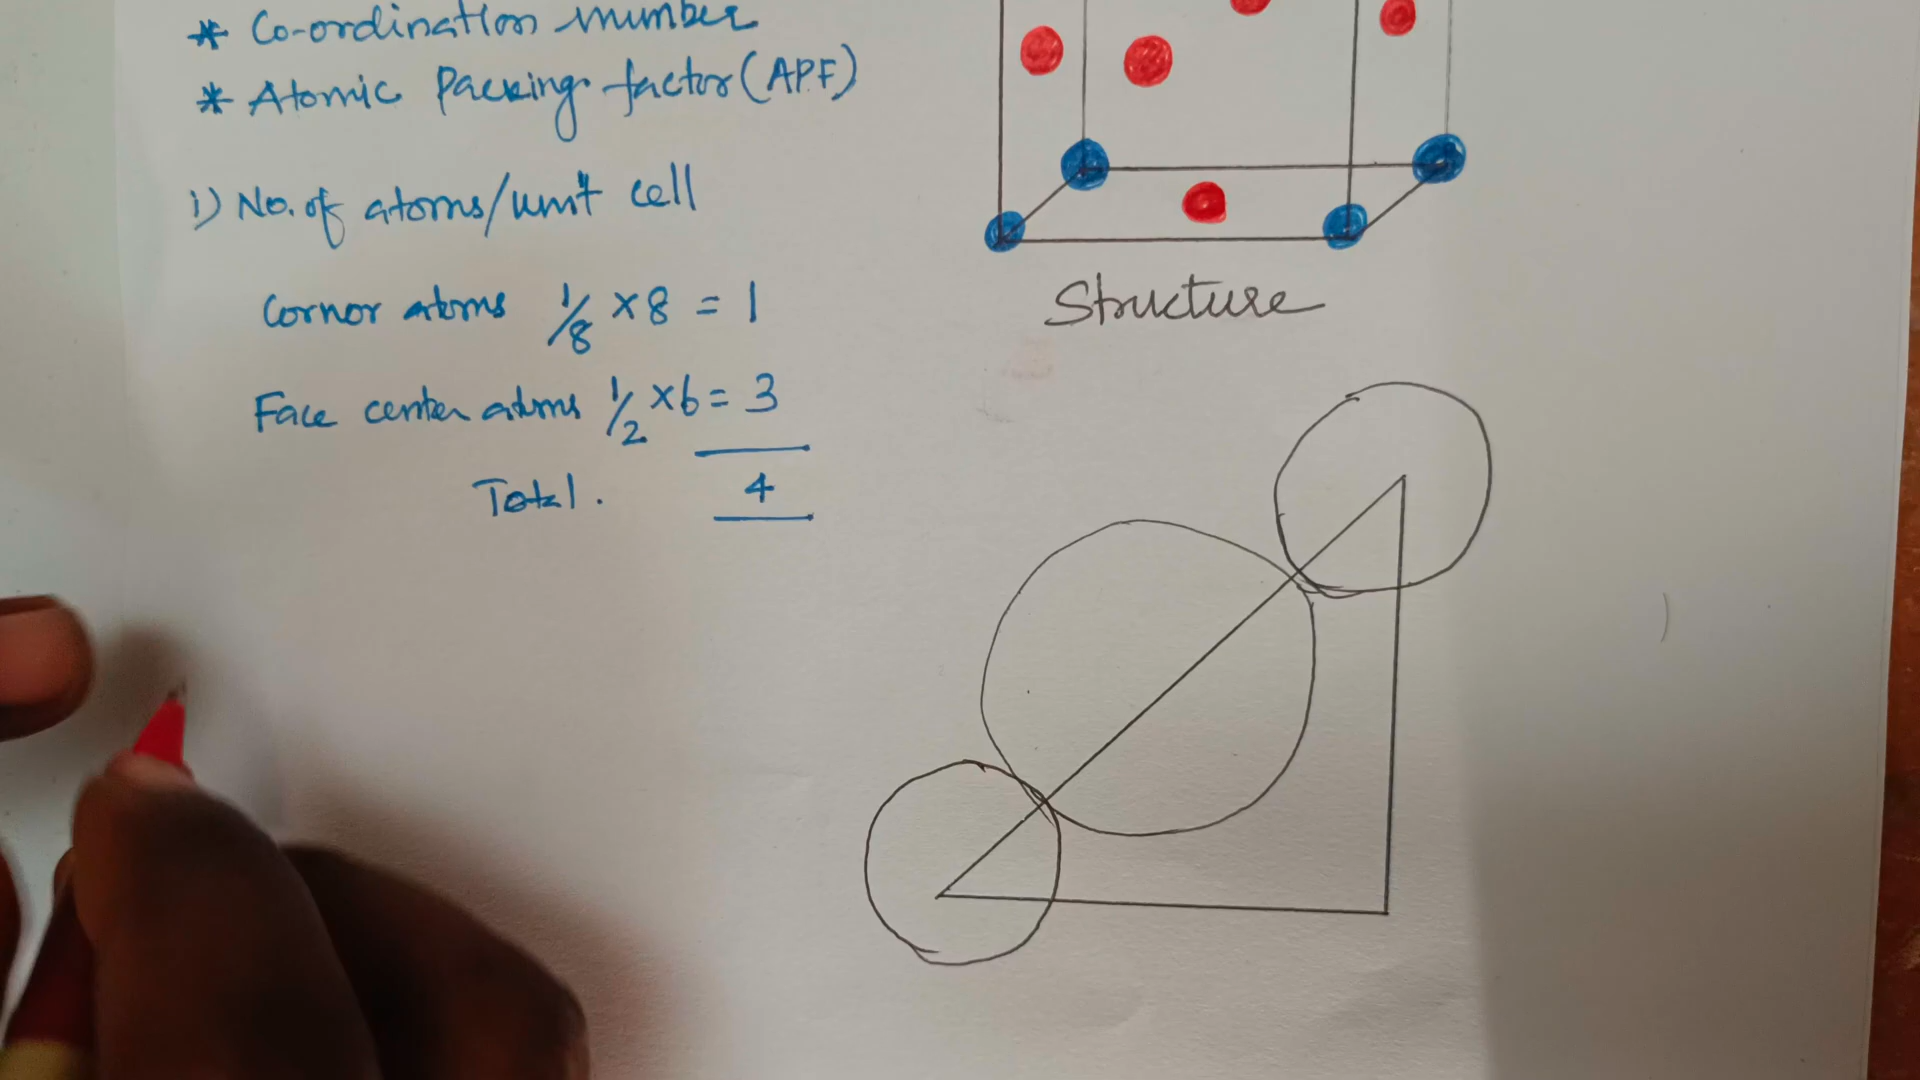 * Co-ordination number
* Atomic Packing factor (APF)
1) No. of atoms/unit cell
Cornor atoms 1/8 × 8 = 1
Face center atoms 1/2 × 6 = 3
Total. 4
Structure